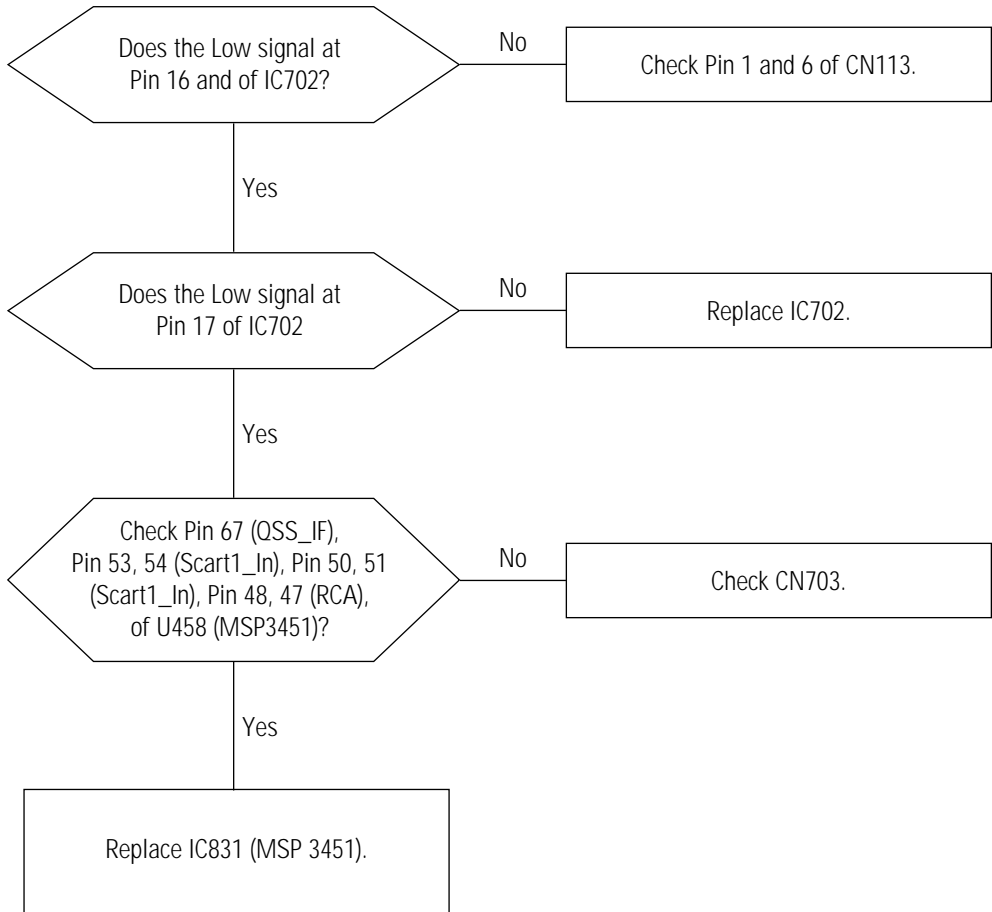 Does the Low signal at
Pin 16 and of IC702?
No
Check Pin 1 and 6 of CN113.
Yes
Does the Low signal at
Pin 17 of IC702
No
Replace IC702.
Yes
Check Pin 67 (QSS_IF),
Pin 53, 54 (Scart1_In), Pin 50, 51
(Scart1_In), Pin 48, 47 (RCA),
of U458 (MSP3451)?
No
Check CN703.
Yes
Replace IC831 (MSP 3451).